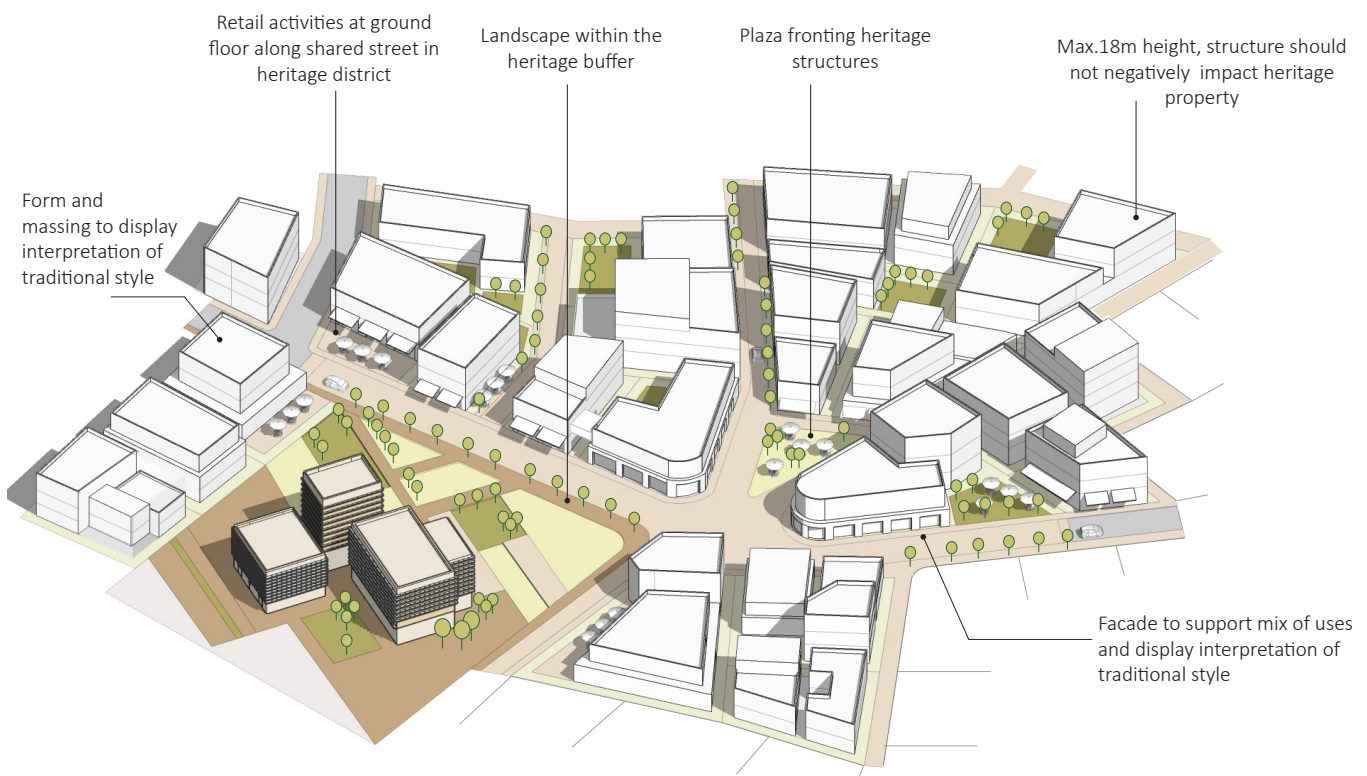 Retail activities at ground
floor along shared street in
heritage district
Landscape within the
heritage buffer
Plaza fronting heritage
structures
Max.18m height, structure should
not negatively impact heritage
property
Form and
massing to display
interpretation of
traditional style
Facade to support mix of uses
and display interpretation of
traditional style